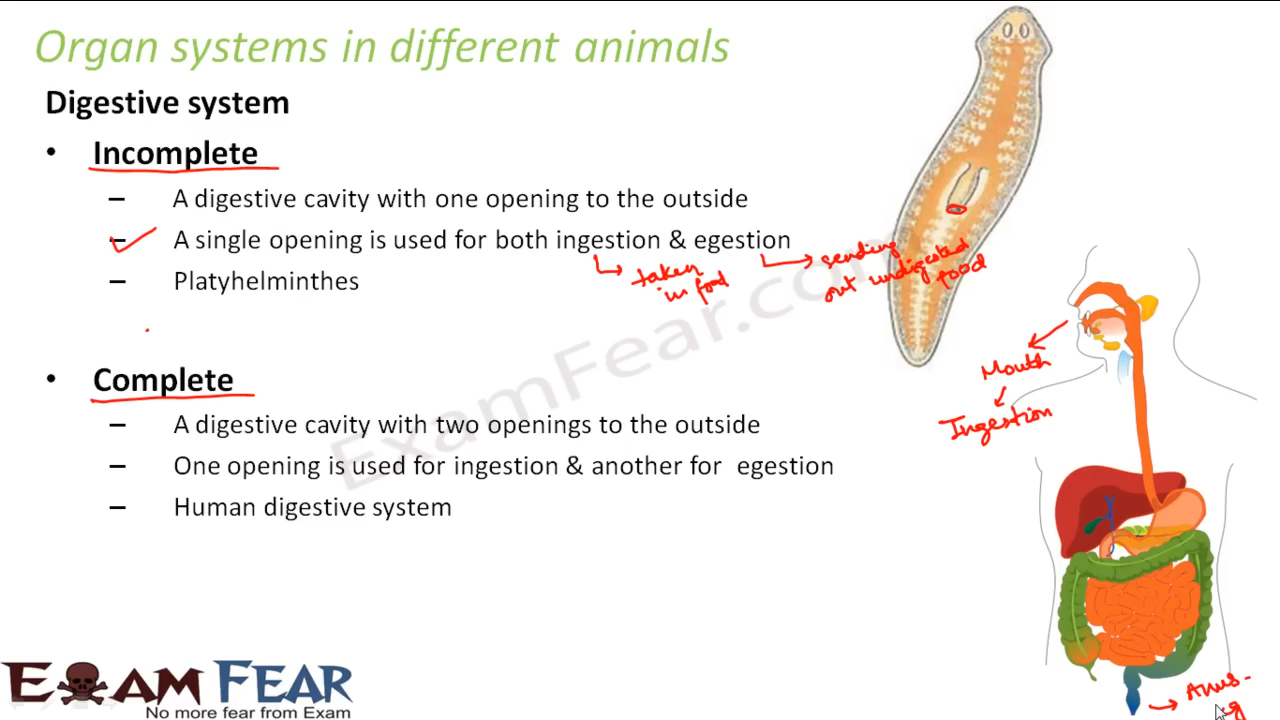 Organ systems in different animals
Digestive system
• Incomplete
– A digestive cavity with one opening to the outside
– A single opening is used for both ingestion & egestion
– Platyhelminthes
taken
in food
sending
out undigested
food
• Complete
– A digestive cavity with two openings to the outside
– One opening is used for ingestion & another for egestion
– Human digestive system
Mouth
Ingestion
Anus -
ExamFear.com
EXAM FEAR
No more fear from Exam